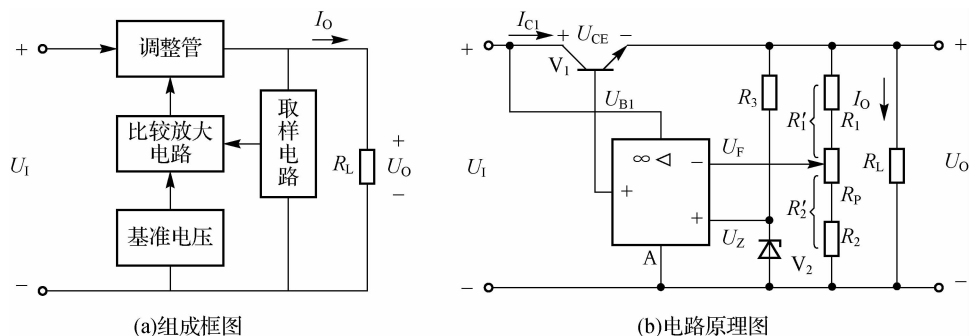 I_O
+
调整管
取样电路
比较放大
电路
R_L
+
U_O
−
U_I
基准电压
−
(a)组成框图
I_C1
+
+ U_CE −
V_1
U_B1
R_3
R_1'
R_1
I_O
+
∞ ◁
−
U_F
R_L
U_I
+
R_P
U_O
+
R_2'
U_Z
R_2
A
V_2
−
−
(b)电路原理图